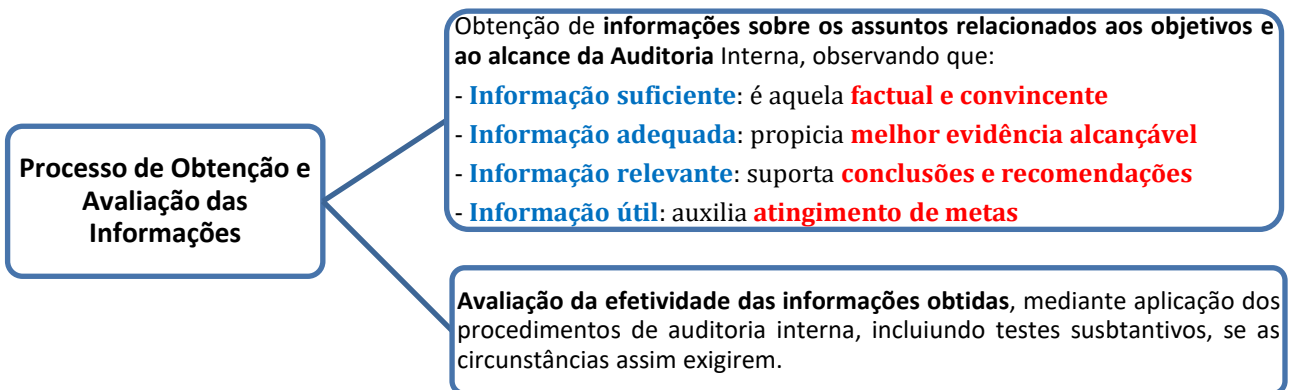 Processo de Obtenção e
Avaliação das
Informações
Obtenção de informações sobre os assuntos relacionados aos objetivos e
ao alcance da Auditoria Interna, observando que:
- Informação suficiente: é aquela factual e convincente
- Informação adequada: propicia melhor evidência alcançável
- Informação relevante: suporta conclusões e recomendações
- Informação útil: auxilia atingimento de metas
Avaliação da efetividade das informações obtidas, mediante aplicação dos
procedimentos de auditoria interna, incluiundo testes susbtantivos, se as
circunstâncias assim exigirem.